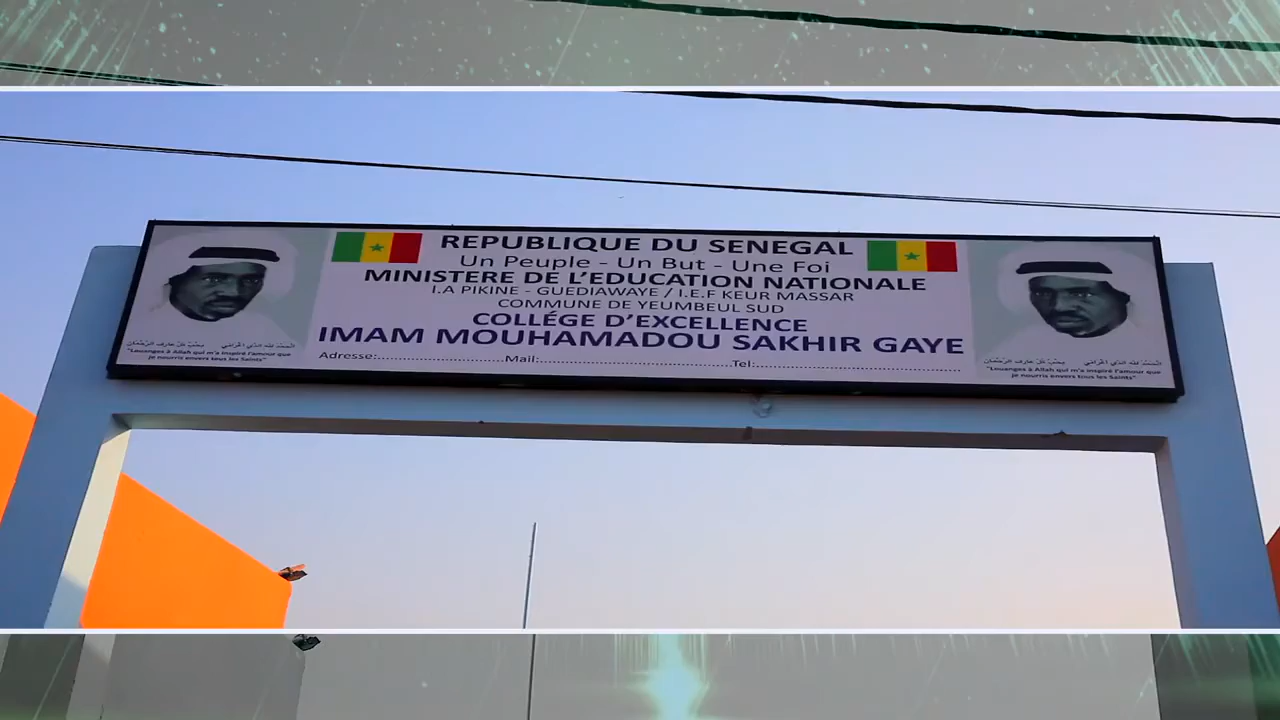 REPUBLIQUE DU SENEGAL
Un Peuple - Un But - Une Foi
MINISTERE DE L'EDUCATION NATIONALE
I.A PIKINE - GUEDIAWAYE / I.E.F KEUR MASSAR
COMMUNE DE YEUMBEUL SUD
COLLÉGE D'EXCELLENCE
IMAM MOUHAMADOU SAKHIR GAYE
Adresse:..............................Mail:..............................................Tel:..................................................
"Louanges à Allah qui m'a inspiré l'amour que
je nourris envers tous les Saints"
"Louanges à Allah qui m'a inspiré l'amour que
je nourris envers tous les Saints"